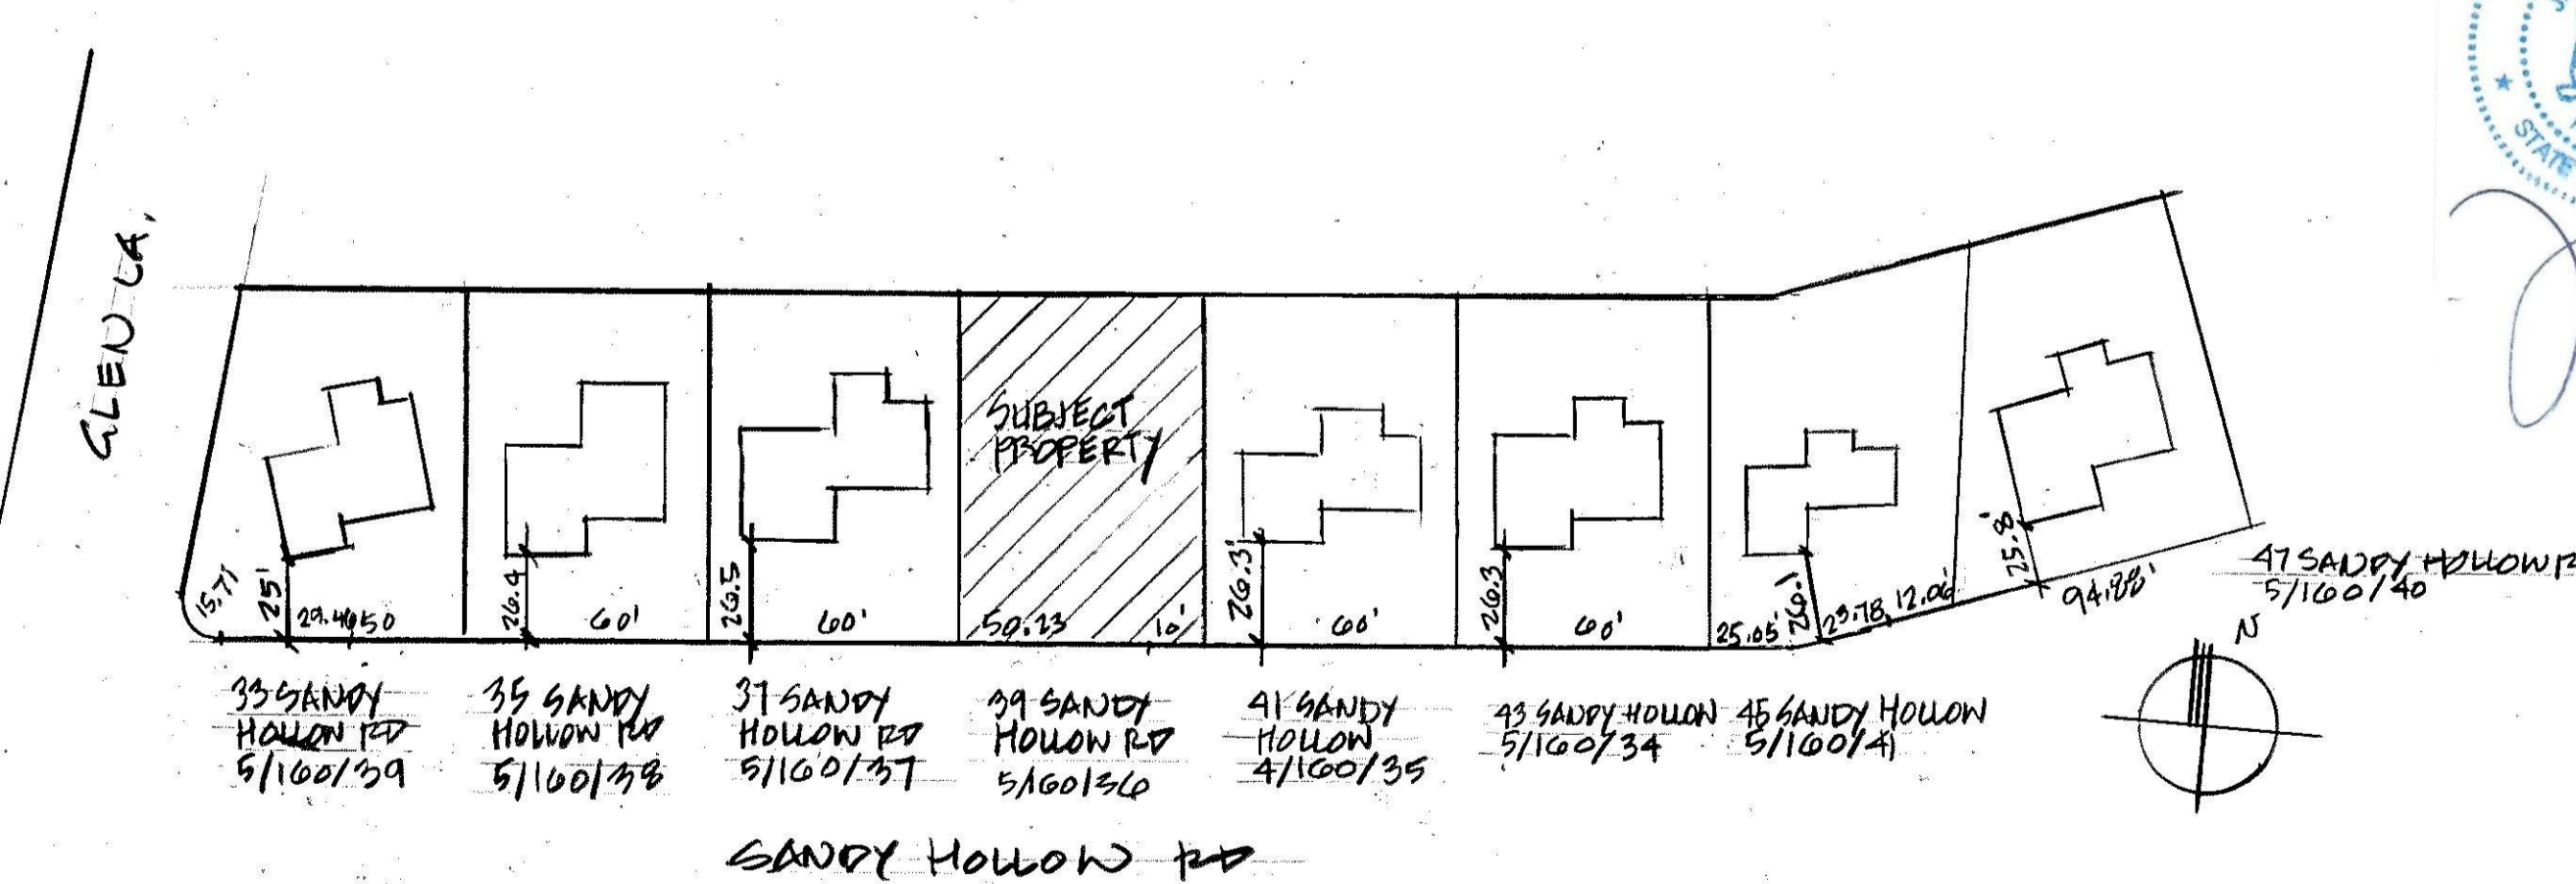 STATE
GLEN LA.
SUBJECT
PROPERTY
15.71
25'
29.46
50
26.4
60'
26.5
60'
50.23
10'
26.3'
60'
26.3
60'
25.05'
26.1
23.78
12.06'
25.8'
94.88'
47 SANDY HOLLOW R
5/160/40
N
33 SANDY
HOLLOW RD
5/160/39
35 SANDY
HOLLOW RD
5/160/38
37 SANDY
HOLLOW RD
5/160/37
39 SANDY
HOLLOW RD
5/160/36
41 SANDY
HOLLOW
4/160/35
43 SANDY HOLLOW
5/160/34
45 SANDY HOLLOW
5/160/41
SANDY HOLLOW RD